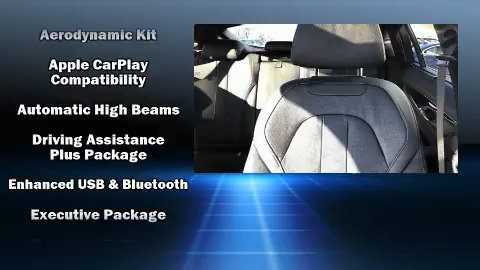 Aerodynamic Kit
Apple CarPlay
Compatibility
Automatic High Beams
Driving Assistance
Plus Package
Enhanced USB & Bluetooth
Executive Package